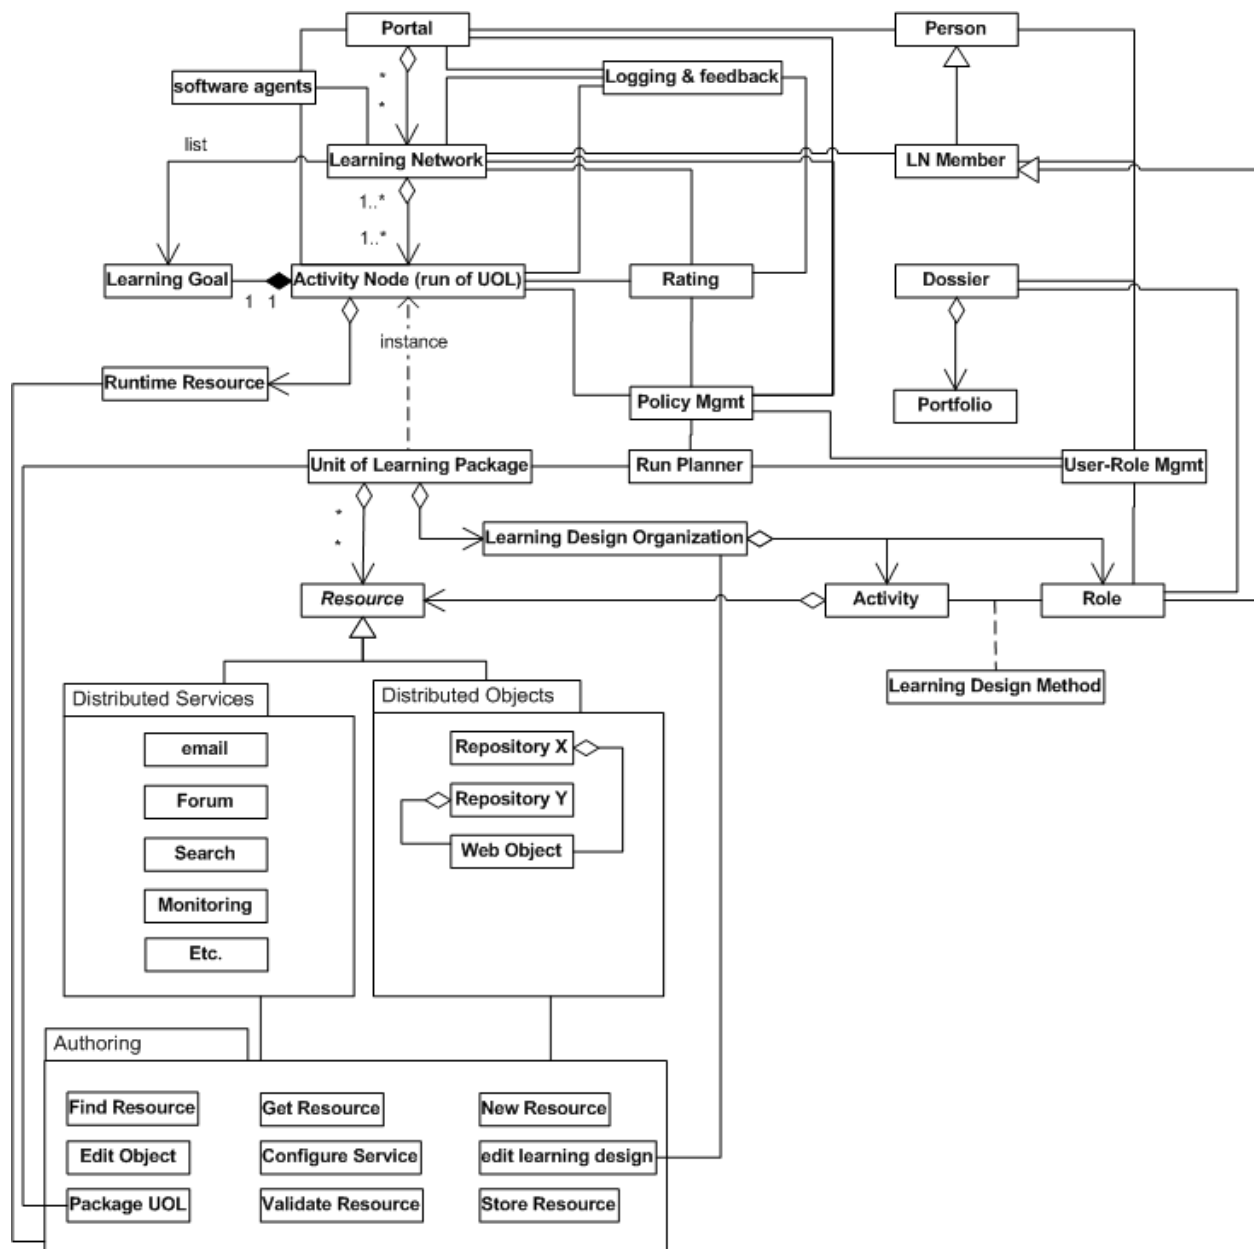 Portal
Person
software agents
*
*
Logging & feedback
list
Learning Network
LN Member
1..*
1..*
Learning Goal
1
1
Activity Node (run of UOL)
Rating
Dossier
instance
Runtime Resource
Policy Mgmt
Portfolio
Unit of Learning Package
Run Planner
User-Role Mgmt
*
*
Learning Design Organization
Resource
Activity
Role
Learning Design Method
Distributed Services
email
Forum
Search
Monitoring
Etc.
Distributed Objects
Repository X
Repository Y
Web Object
Authoring
Find Resource
Get Resource
New Resource
Edit Object
Configure Service
edit learning design
Package UOL
Validate Resource
Store Resource